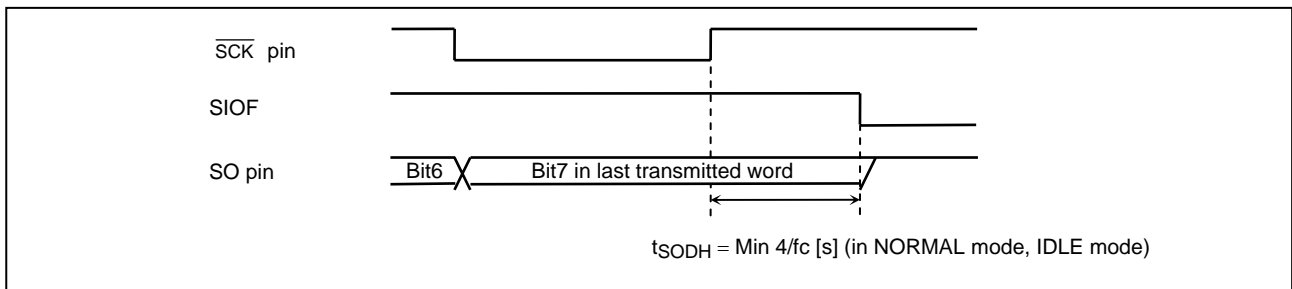 SCK pin
SIOF
SO pin
Bit6
Bit7 in last transmitted word
tSODH = Min 4/fc [s] (in NORMAL mode, IDLE mode)